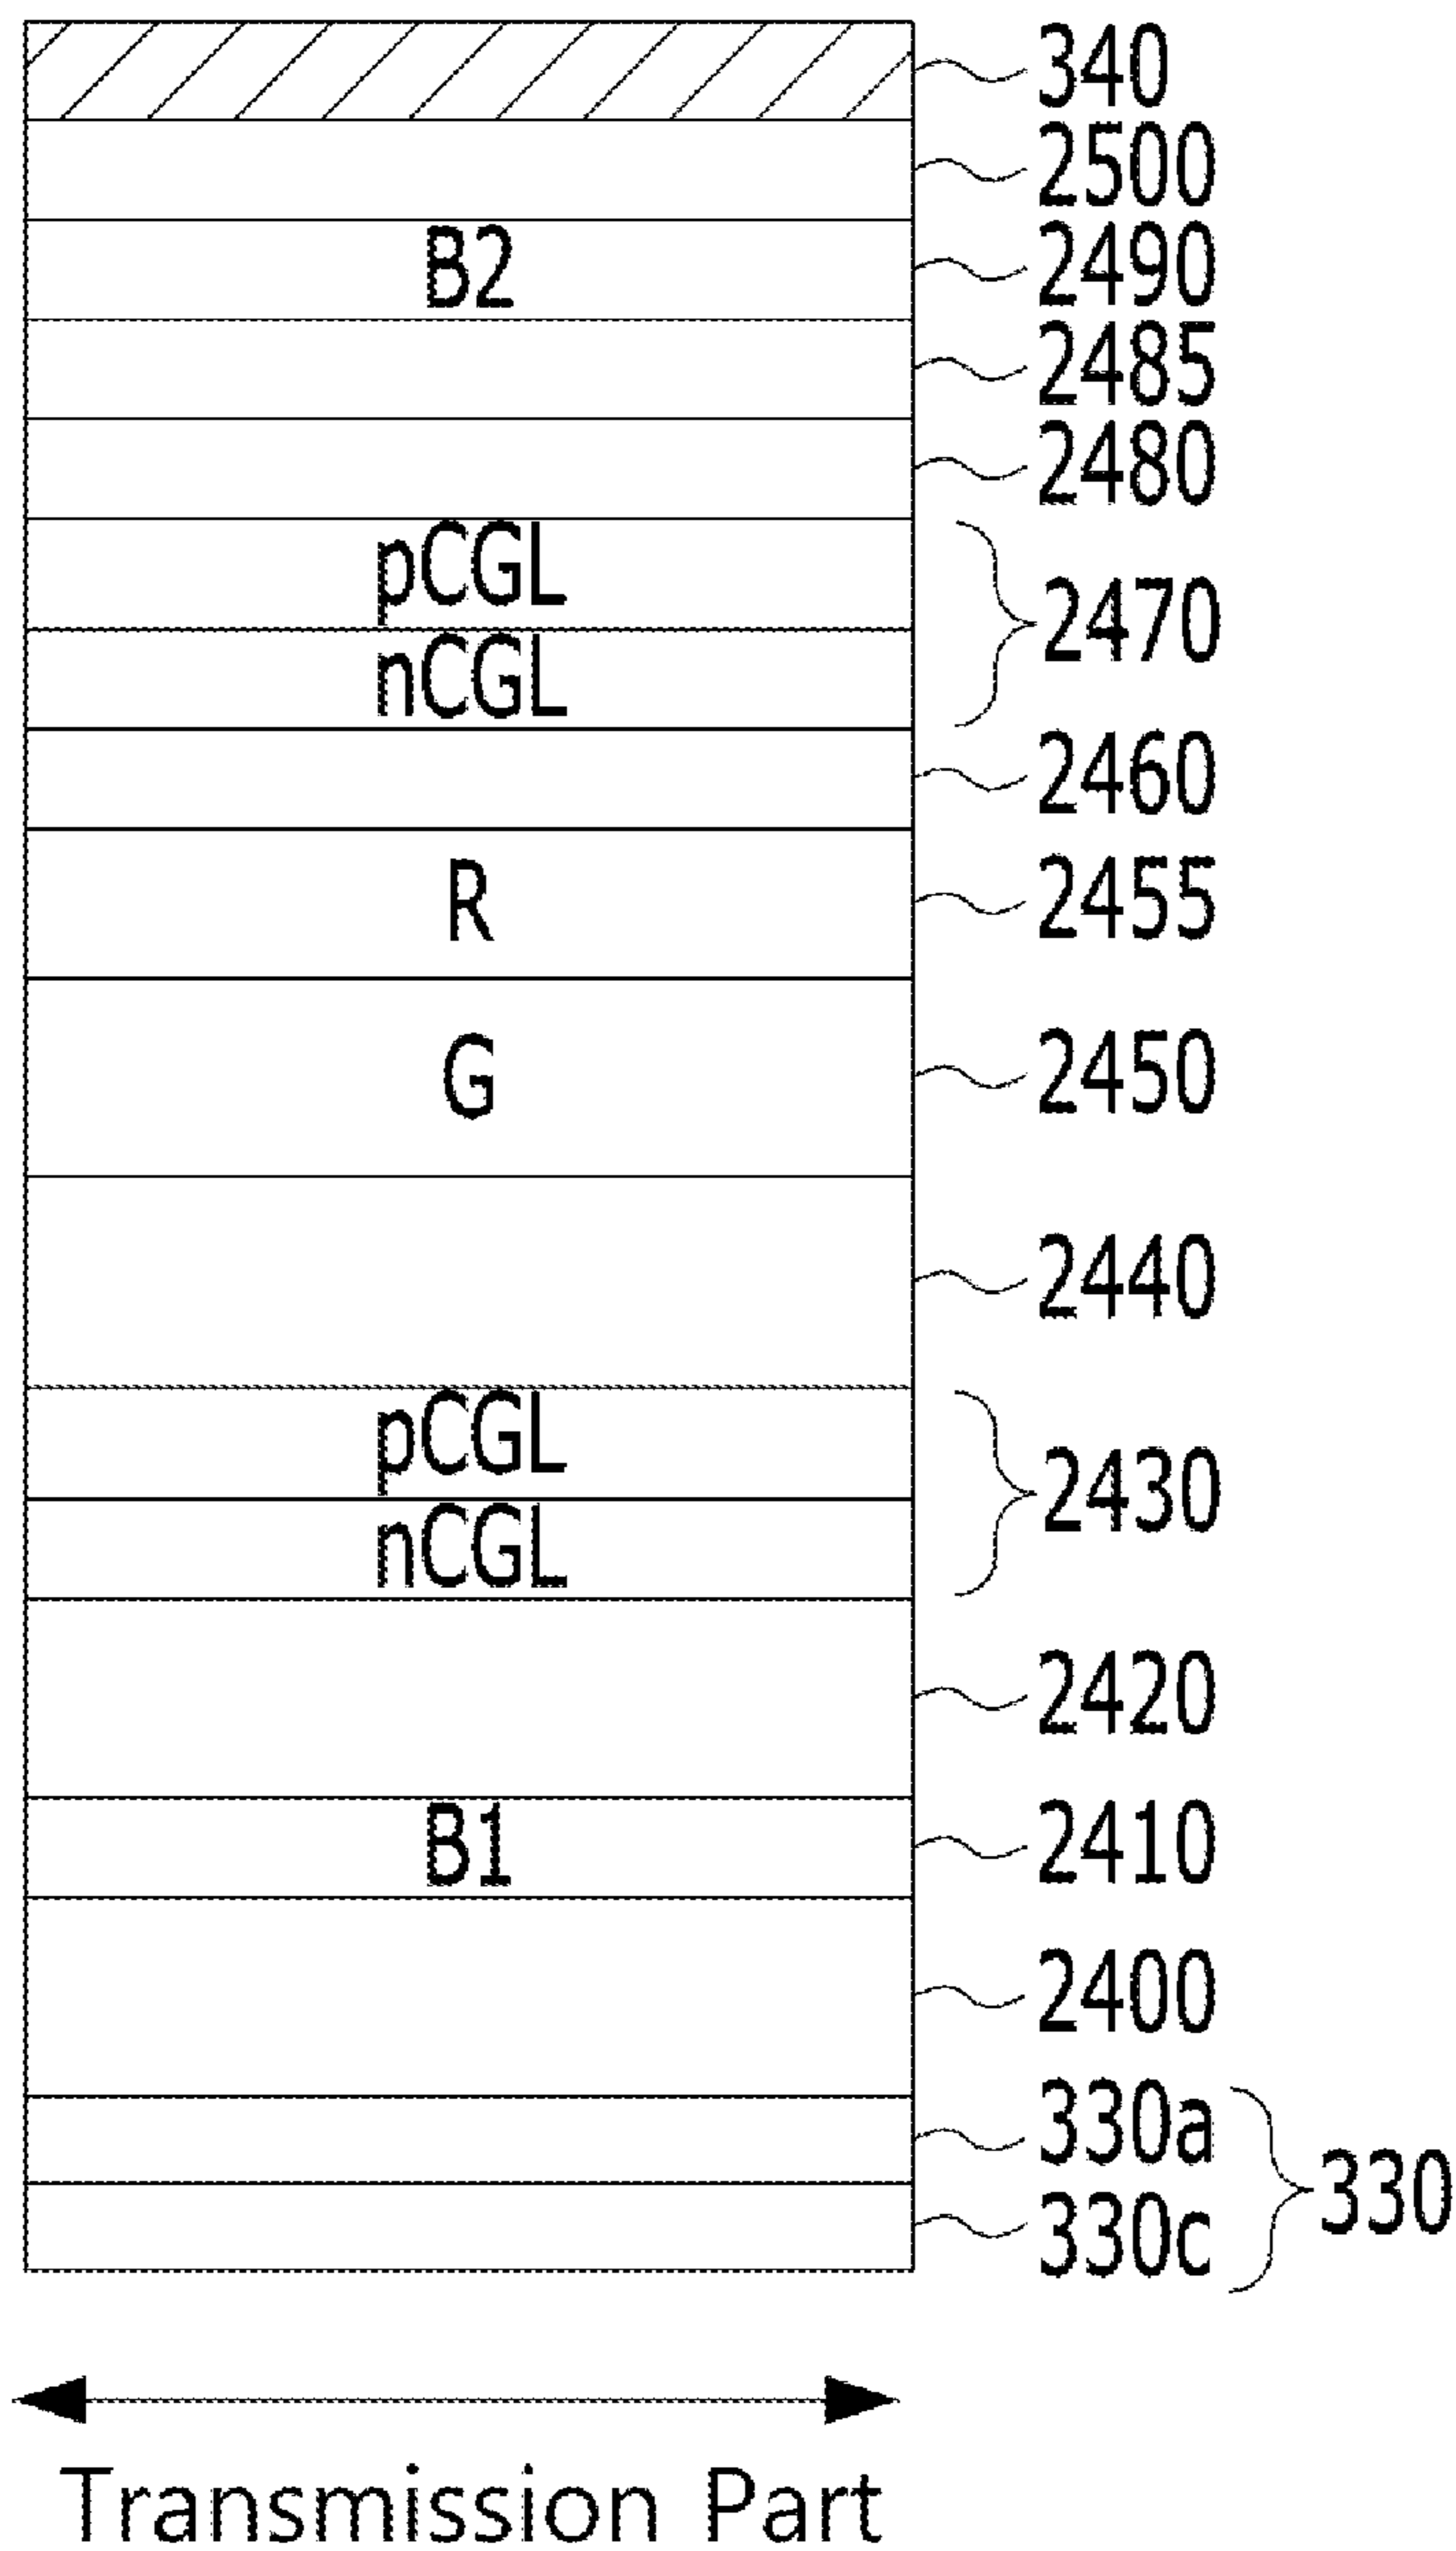 340
2500
B2 2490
2485
2480
pCGL
2470
nCGL
2460
R 2455
G 2450
2440
pCGL
2430
nCGL
2420
B1 2410
2400
330a
330
330c
Transmission Part